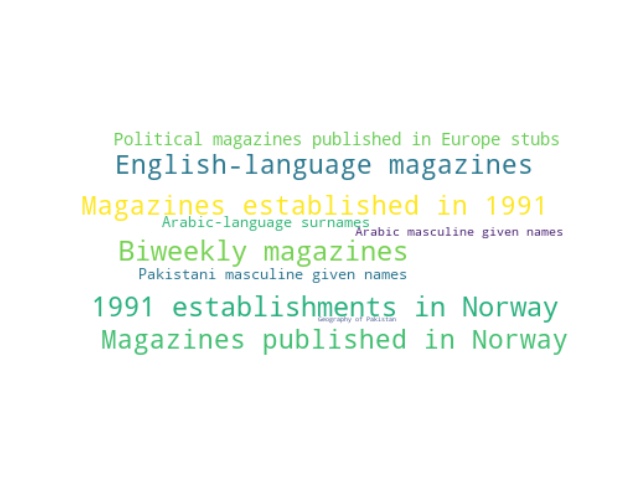 Political magazines published in Europe stubs
English-language magazines
Magazines established in 1991
Arabic-language surnames
Arabic masculine given names
Biweekly magazines
Pakistani masculine given names
1991 establishments in Norway
Geography of Pakistan
Magazines published in Norway